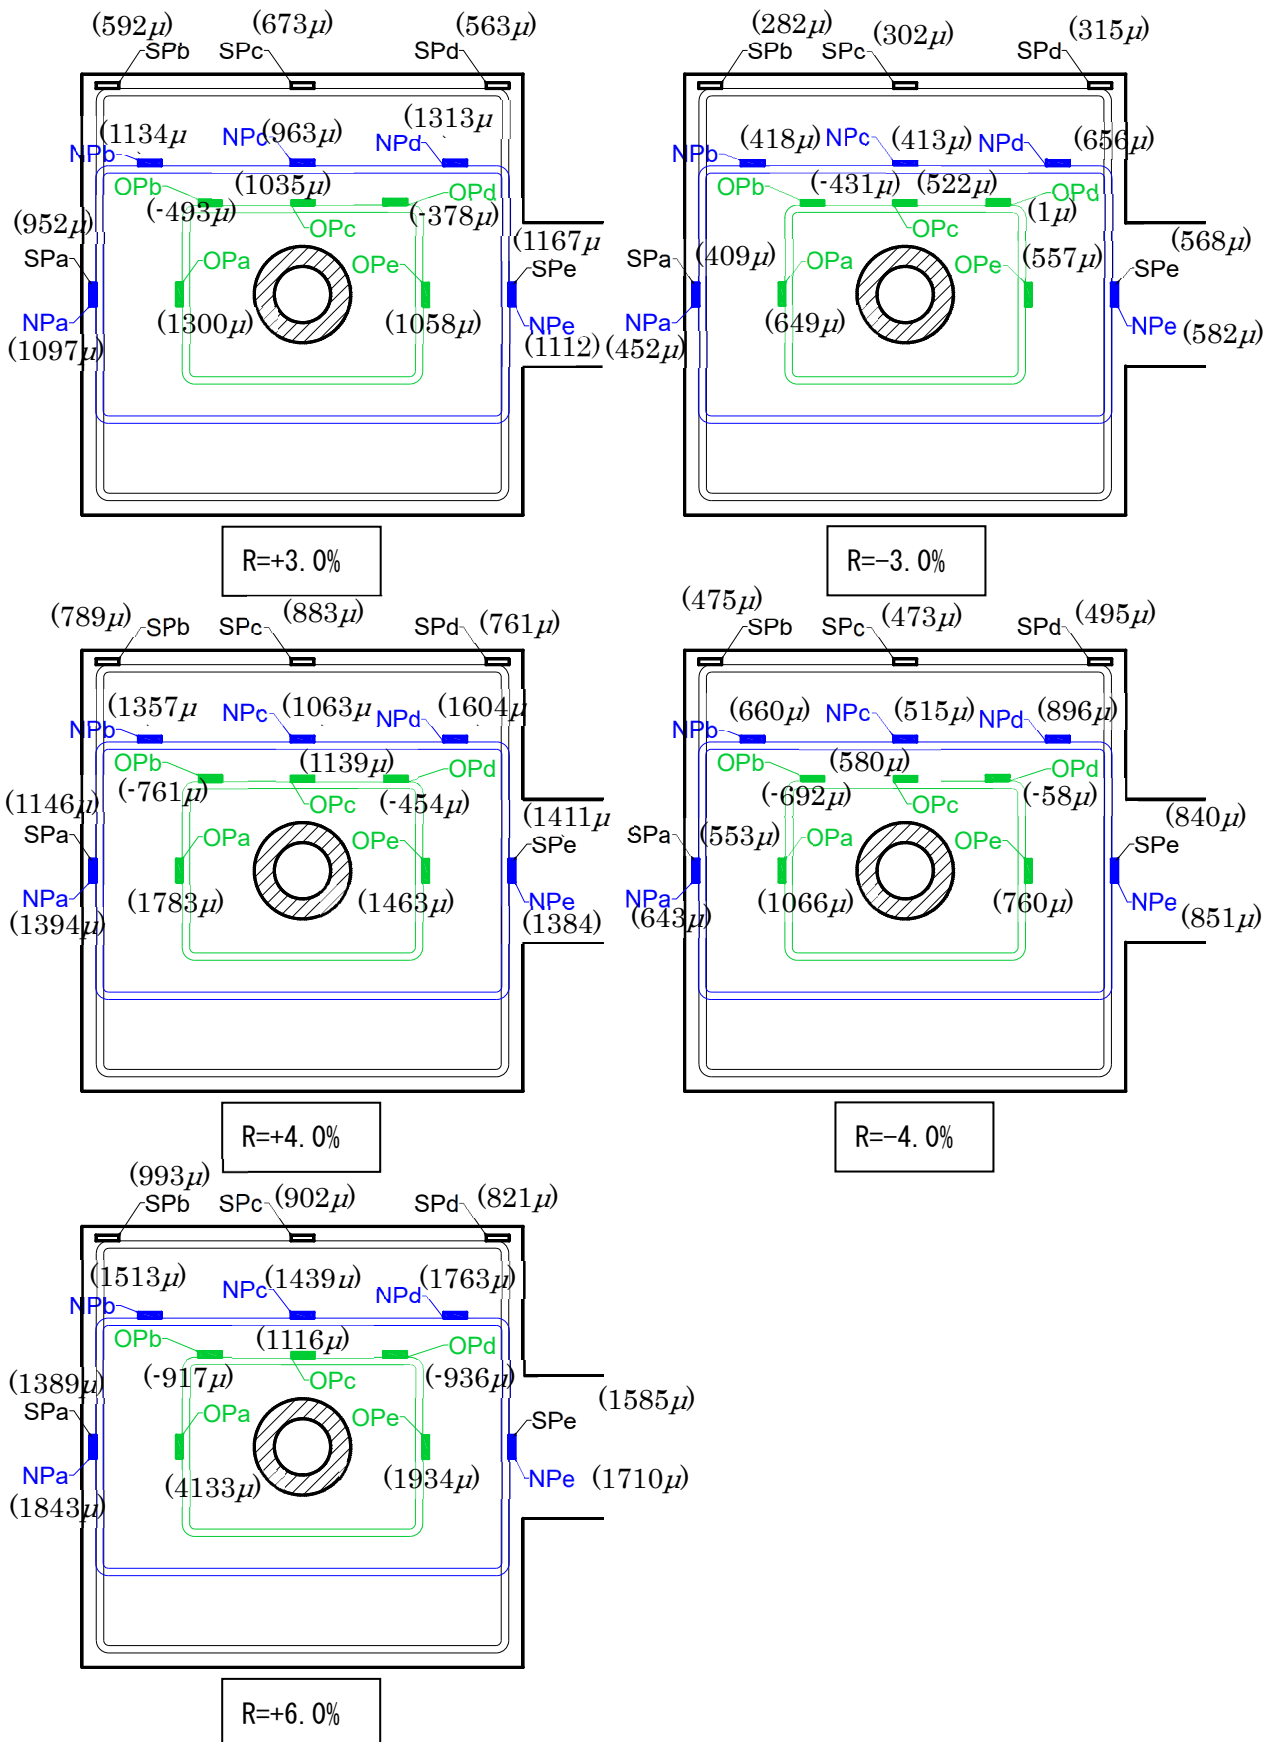 (592μ) (673μ) (563μ)
SPb SPc SPd
(1134μ (963μ) (1313μ
NPb NPc NPd
OPb (1035μ) OPd
(-493μ) OPc (-378μ)
(952μ) (1167μ
SPa OPa OPe SPe
NPa (1300μ) (1058μ) NPe
(1097μ) (1112)
R=+3.0%
(282μ) (302μ) (315μ)
SPb SPc SPd
(418μ) (413μ) (656μ)
NPb NPc NPd
OPb (-431μ) (522μ) OPd
OPc (1μ)
(568μ)
SPa (409μ) OPa OPe (557μ) SPe
NPa (649μ) NPe
(452μ) (582μ)
R=-3.0%
(789μ) (883μ) (761μ)
SPb SPc SPd
(1357μ (1063μ (1604μ
NPb NPc NPd
OPb (1139μ) OPd
(-761μ) OPc (-454μ)
(1146μ) (1411μ
SPa OPa OPe SPe
NPa (1783μ) (1463μ) NPe
(1394μ) (1384)
R=+4.0%
(475μ) (473μ) (495μ)
SPb SPc SPd
(660μ) (515μ) (896μ)
NPb NPc NPd
OPb (580μ) OPd
(-692μ) OPc (-58μ)
(840μ)
SPa (553μ) OPa OPe SPe
NPa (1066μ) (760μ) NPe
(643μ) (851μ)
R=-4.0%
(993μ) (902μ) (821μ)
SPb SPc SPd
(1513μ) (1439u) (1763μ)
NPb NPc NPd
OPb (1116μ) OPd
(-917μ) OPc (-936μ)
(1389μ) (1585μ)
SPa OPa OPe SPe
NPa (4133μ) (1934μ) NPe (1710μ)
(1843μ)
R=+6.0%